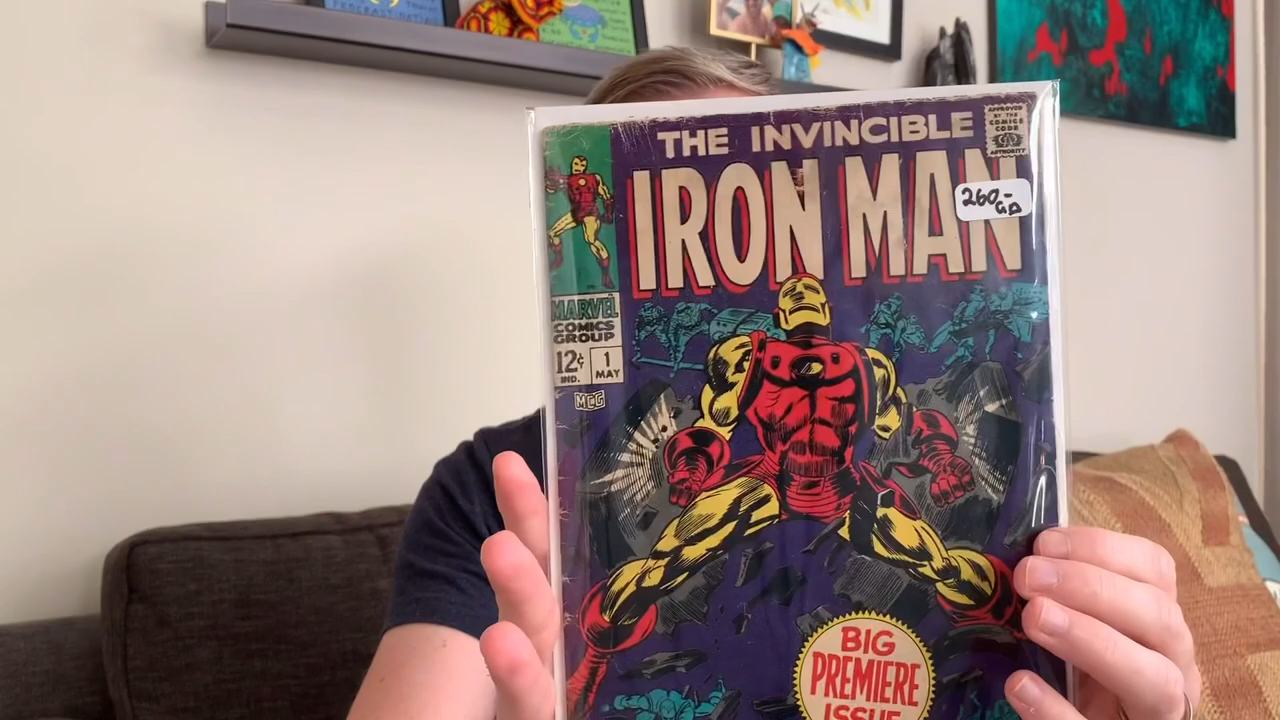 PROCRASTINATING
THE INVINCIBLE
IRON MAN
APPROVED
BY THE
COMICS
CODE
AUTHORITY
260,-
GD
MARVEL
COMICS
GROUP
12¢
IND.
1
MAY
MCG
BIG
PREMIERE
ISSUE